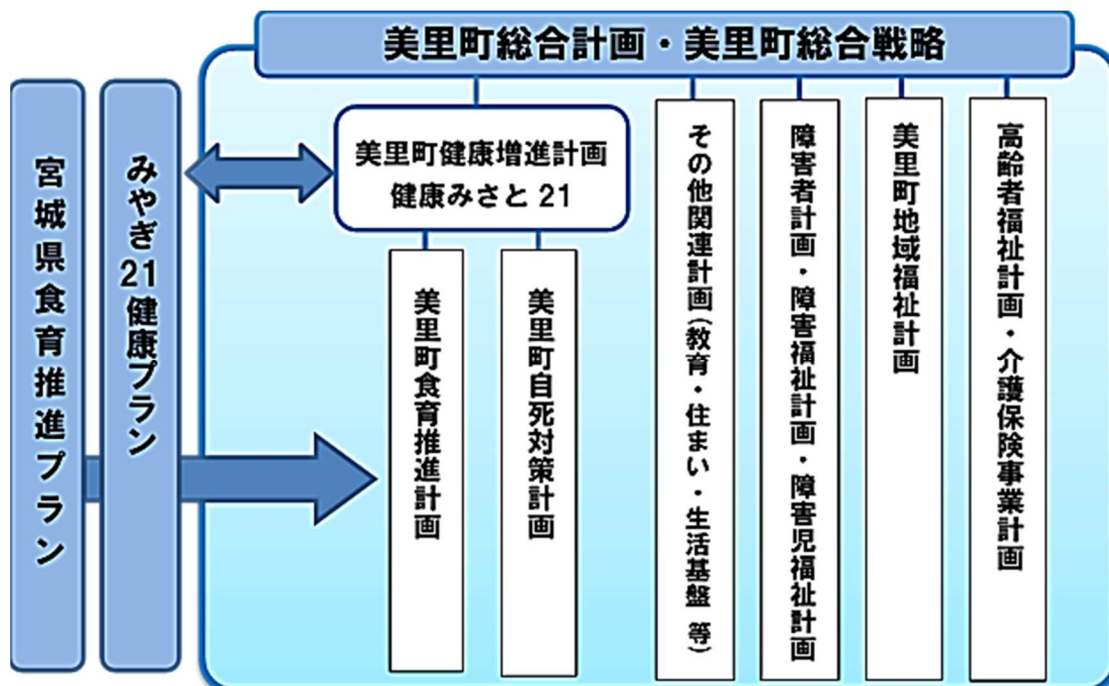 美里町総合計画・美里町総合戦略
宮城県食育推進プラン
みやぎ21健康プラン
美里町健康増進計画
健康みさと 21
美里町食育推進計画
美里町自死対策計画
その他関連計画(教育・住まい・生活基盤 等)
障害者計画・障害福祉計画・障害児福祉計画
美里町地域福祉計画
高齢者福祉計画・介護保険事業計画